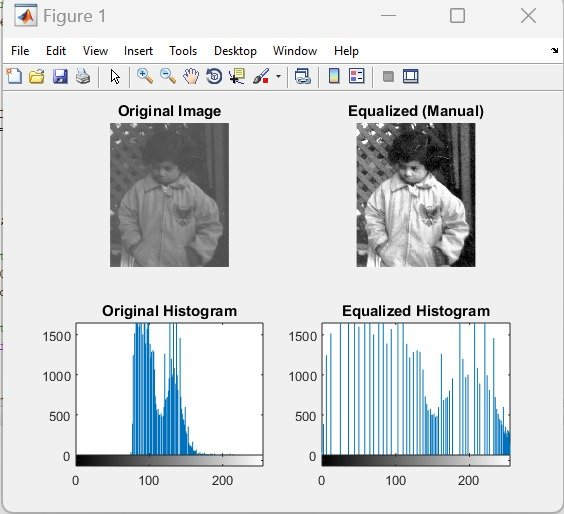 Figure 1
File Edit View Insert Tools Desktop Window Help
Original Image
Equalized (Manual)
Original Histogram
Equalized Histogram
1500
1000
500
0
0 100 200
1500
1000
500
0
0 100 200